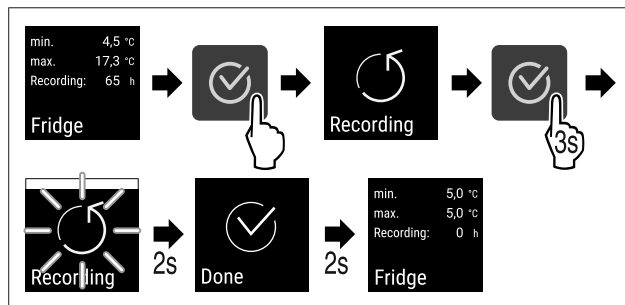 min. 4,5 °C
max. 17,3 °C
Recording: 65 h
Fridge
Recording
3s
Recording
2s
Done
2s
min. 5,0 °C
max. 5,0 °C
Recording: 0 h
Fridge